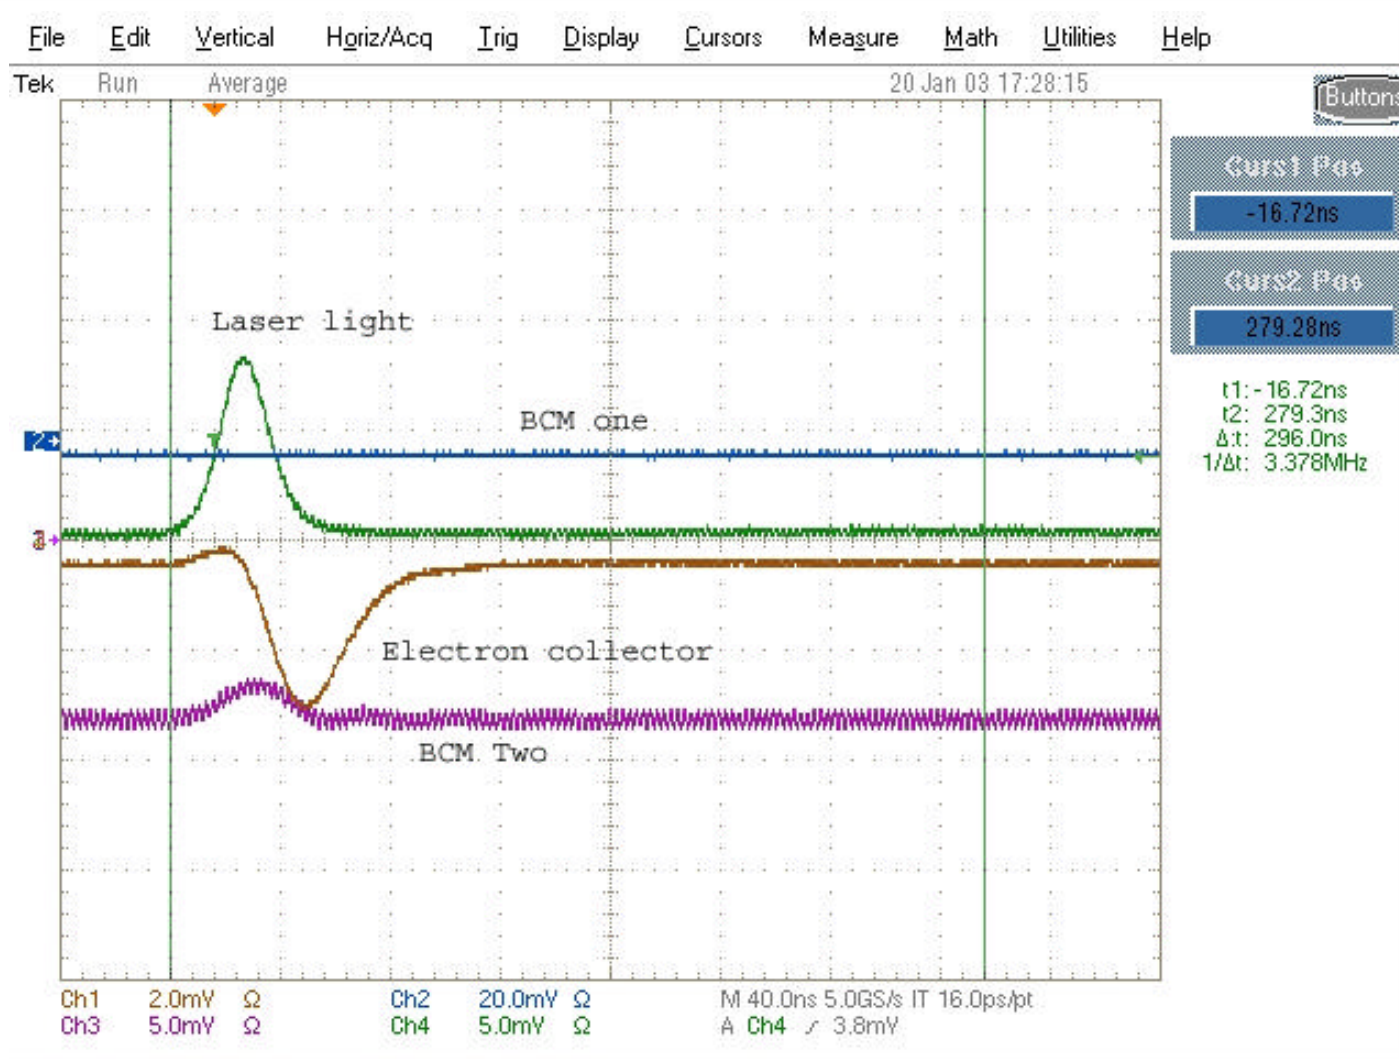 File Edit Vertical Horiz/Acq Trig Display Cursors Measure Math Utilities Help
Tek Run Average 20 Jan 03 17:28:15
Buttons
Curs1 Pos
-16.72ns
Curs2 Pos
279.28ns
t1: -16.72ns
t2: 279.3ns
Δt: 296.0ns
1/Δt: 3.378MHz
Laser light
BCM one
2
Electron collector
BCM Two
Ch1 2.0mV Ω Ch2 20.0mV Ω M 40.0ns 5.0GS/s IT 16.0ps/pt
Ch3 5.0mV Ω Ch4 5.0mV Ω A Ch4 / 3.8mV